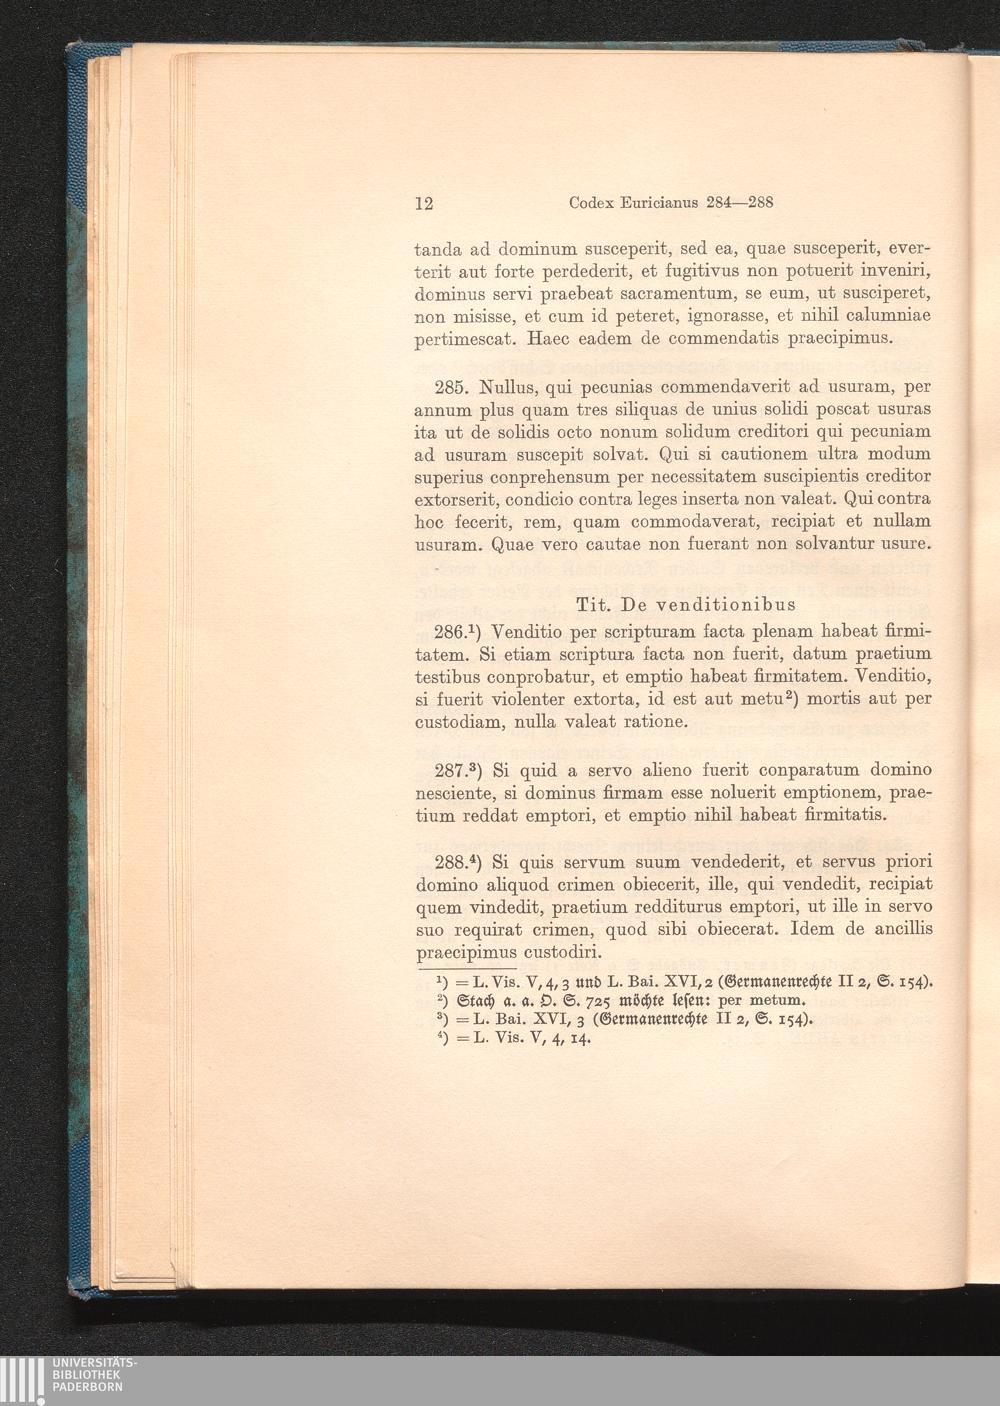 12 Codex Euricianus 284—288
tanda ad dominum susceperit, sed ea, quae susceperit, ever-
terit aut forte perdederit, et fugitivus non potuerit inveniri,
dominus servi praebeat sacramentum, se eum, ut susciperet,
non misisse, et cum id peteret, ignorasse, et nihil calumniae
pertimescat. Haec eadem de commendatis praecipimus.
285. Nullus, qui pecunias commendaverit ad usuram, per
annum plus quam tres siliquas de unius solidi poscat usuras
ita ut de solidis octo nonum solidum creditori qui pecuniam
ad usuram suscepit solvat. Qui si cautionem ultra modum
superius conprehensum per necessitatem suscipientis creditor
extorserit, condicio contra leges inserta non valeat. Qui contra
hoc fecerit, rem, quam commodaverat, recipiat et nullam
usuram. Quae vero cautae non fuerant non solvantur usure.
Tit. De venditionibus
286.¹) Venditio per scripturam facta plenam habeat firmi-
tatem. Si etiam scriptura facta non fuerit, datum praetium
testibus conprobatur, et emptio habeat firmitatem. Venditio,
si fuerit violenter extorta, id est aut metu²) mortis aut per
custodiam, nulla valeat ratione.
287.³) Si quid a servo alieno fuerit conparatum domino
nesciente, si dominus firmam esse noluerit emptionem, prae-
tium reddat emptori, et emptio nihil habeat firmitatis.
288.⁴) Si quis servum suum vendederit, et servus priori
domino aliquod crimen obiecerit, ille, qui vendedit, recipiat
quem vindedit, praetium redditurus emptori, ut ille in servo
suo requirat crimen, quod sibi obiecerat. Idem de ancillis
praecipimus custodiri.
¹) = L. Vis. V, 4, 3 und L. Bai. XVI, 2 (Germanenrechte II 2, S. 154).
²) Stach a. a. O. S. 725 möchte lesen: per metum.
³) = L. Bai. XVI, 3 (Germanenrechte II 2, S. 154).
⁴) = L. Vis. V, 4, 14.
UNIVERSITÄTS-
BIBLIOTHEK
PADERBORN